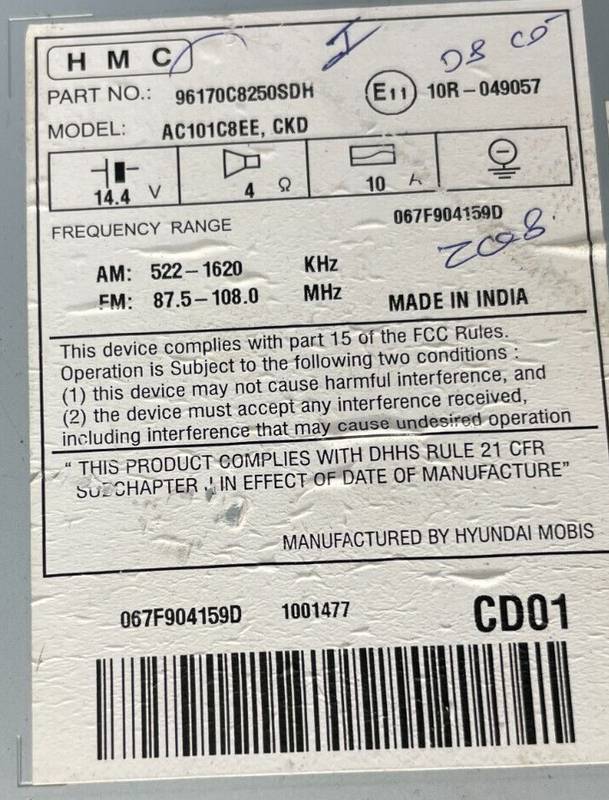 HMC
PART NO.: 96170C8250SDH E11 10R-049057
MODEL: AC101C8EE, CKD
14.4 V 4 Ω 10 A
FREQUENCY RANGE 067F904159D
AM: 522-1620 KHz
FM: 87.5-108.0 MHz MADE IN INDIA
This device complies with part 15 of the FCC Rules.
Operation is Subject to the following two conditions :
(1) this device may not cause harmful interference, and
(2) the device must accept any interference received,
including interference that may cause undesired operation
“ THIS PRODUCT COMPLIES WITH DHHS RULE 21 CFR
SUBCHAPTER J IN EFFECT OF DATE OF MANUFACTURE”
MANUFACTURED BY HYUNDAI MOBIS
067F904159D 1001477 CD01